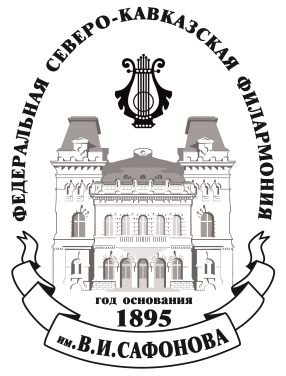 ФЕДЕРАЛЬНАЯ СЕВЕРО-КАВКАЗСКАЯ ФИЛАРМОНИЯ
ГОД ОСНОВАНИЯ
1895
им. В.И.САФОНОВА